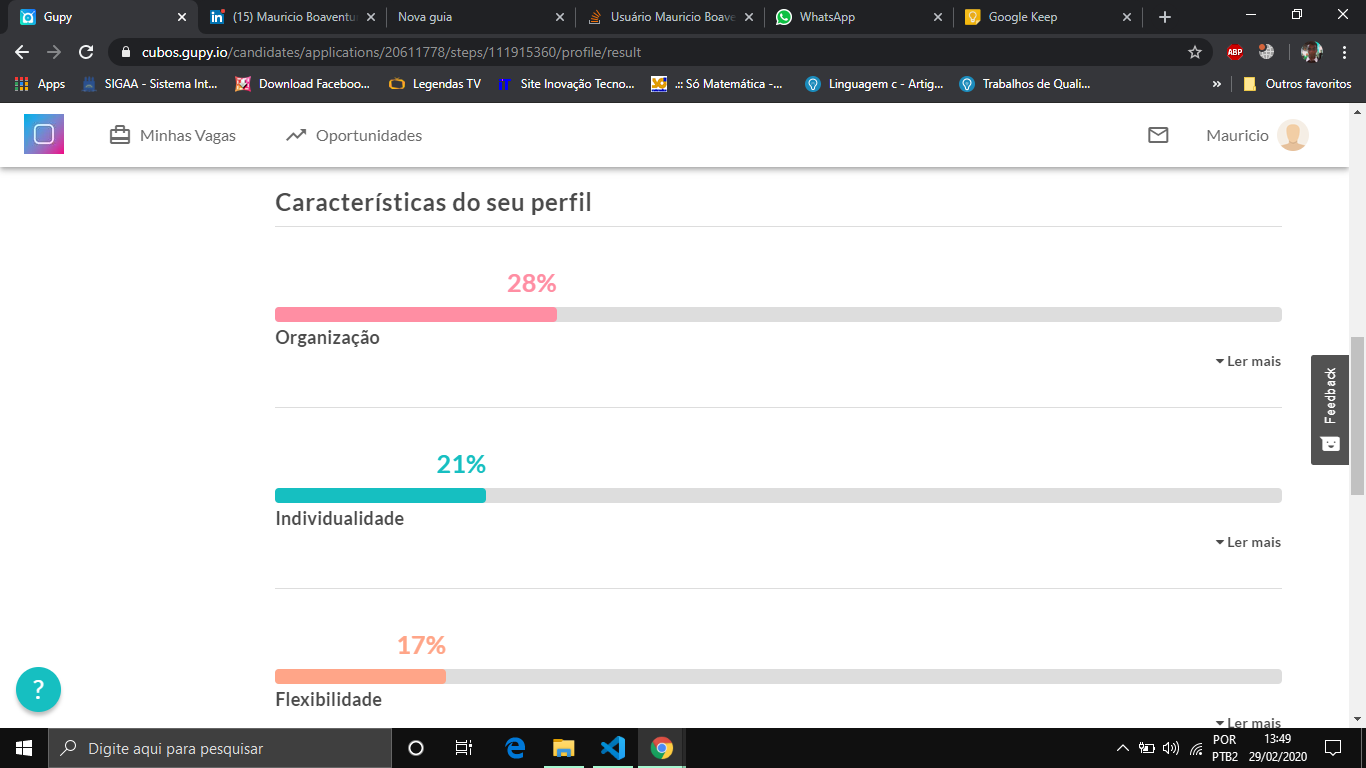 Gupy
(15) Mauricio Boaventu
Nova guia
Usuário Mauricio Boave
WhatsApp
Google Keep
cubos.gupy.io/candidates/applications/20611778/steps/111915360/profile/result
ABP
Apps
SIGAA - Sistema Int...
Download Faceboo...
Legendas TV
iT Site Inovação Tecno...
.:: Só Matemática -...
Linguagem c - Artig...
Trabalhos de Quali...
»
Outros favoritos
Minhas Vagas
Oportunidades
Mauricio
Características do seu perfil
28%
Organização
Ler mais
Feedback
21%
Individualidade
Ler mais
17%
Flexibilidade
Ler mais
?
Digite aqui para pesquisar
POR
PTB2
13:49
29/02/2020